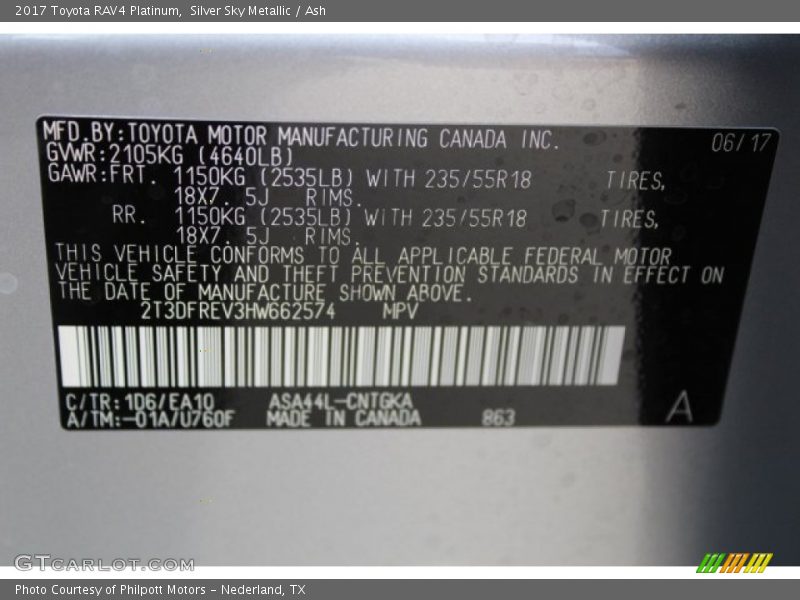 2017 Toyota RAV4 Platinum, Silver Sky Metallic / Ash
MFD.BY:TOYOTA MOTOR MANUFACTURING CANADA INC. 06/17
GVWR:2105KG (4640LB)
GAWR:FRT. 1150KG (2535LB) WITH 235/55R18 TIRES,
18X7. 5J RIMS.
RR. 1150KG (2535LB) WITH 235/55R18 TIRES,
18X7. 5J RIMS.
THIS VEHICLE CONFORMS TO ALL APPLICABLE FEDERAL MOTOR
VEHICLE SAFETY AND THEFT PREVENTION STANDARDS IN EFFECT ON
THE DATE OF MANUFACTURE SHOWN ABOVE.
2T3DFREV3HW662574 MPV
C/TR:1D6/EA10 ASA44L-CNTGKA
A/TM:-01A/U760F MADE IN CANADA 863 A
GTCARLOT.COM
Photo Courtesy of Philpott Motors - Nederland, TX